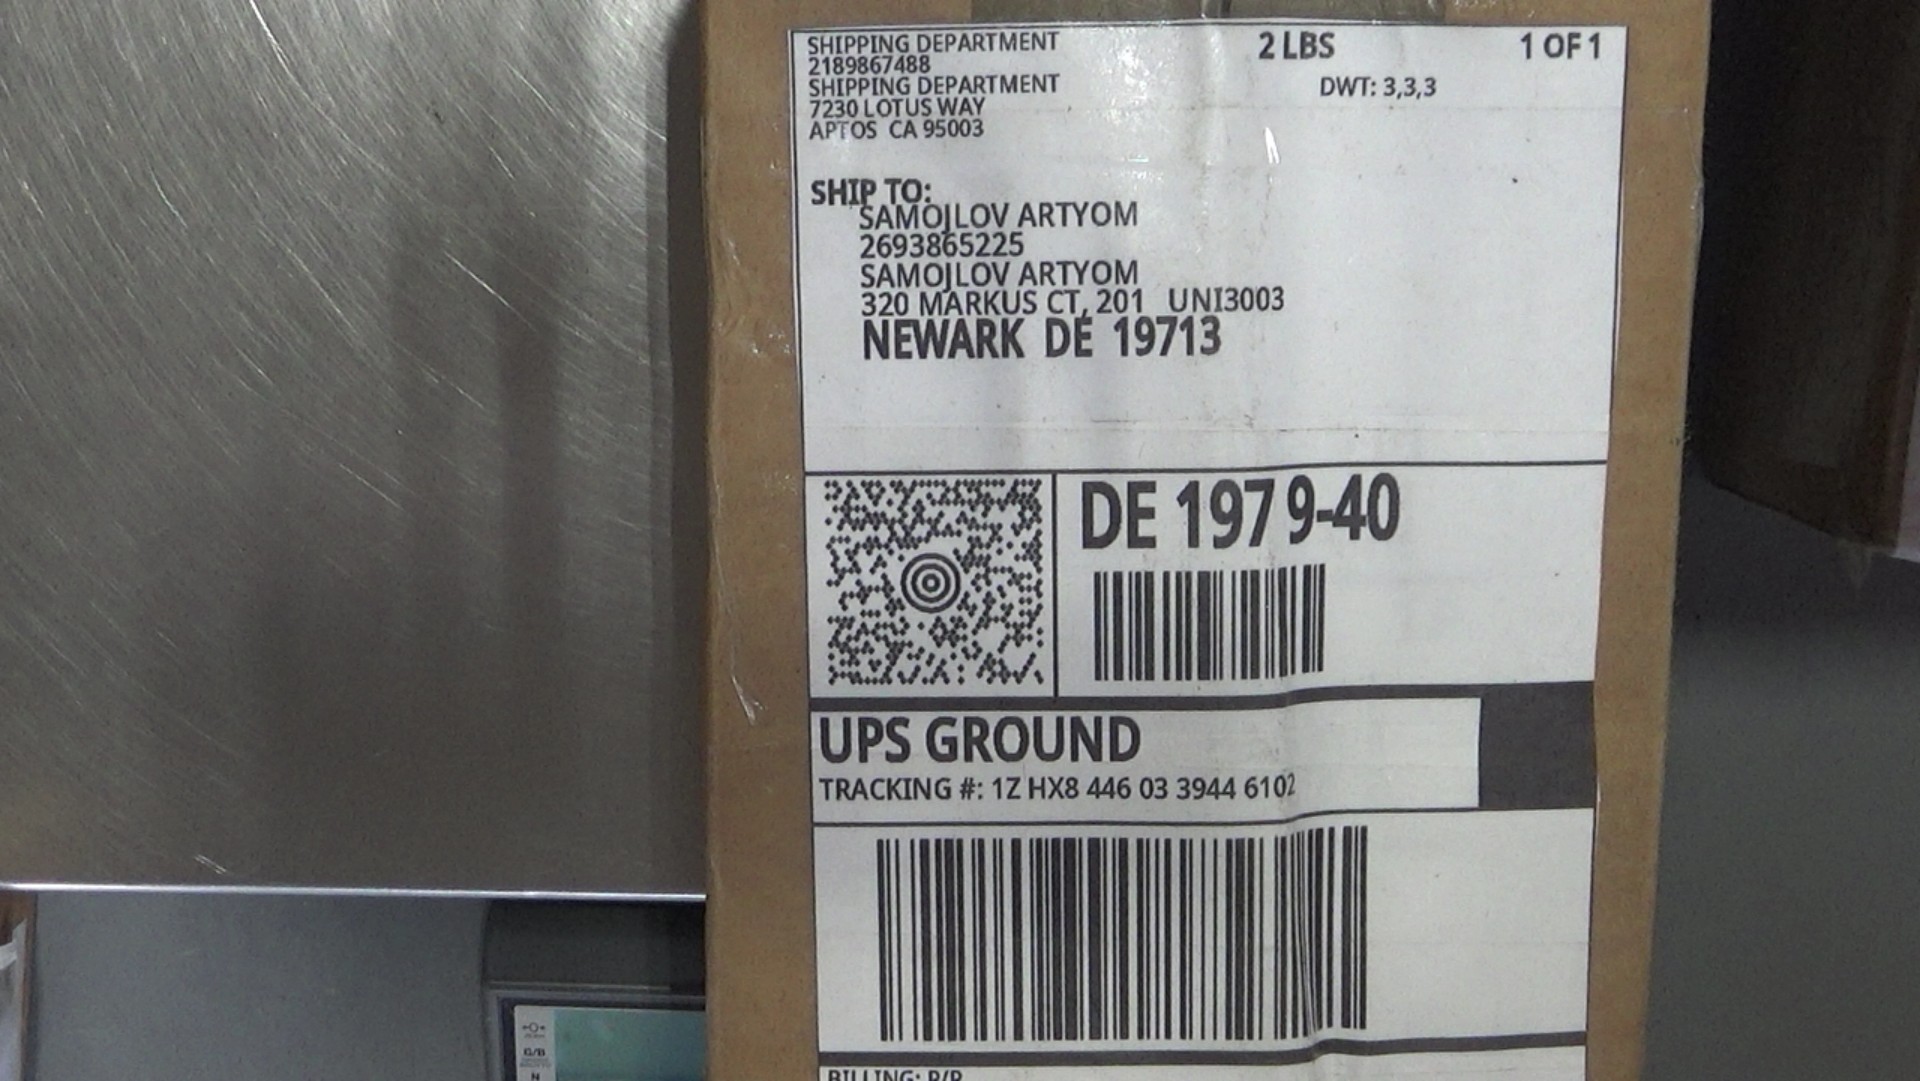 SHIPPING DEPARTMENT
2189867488
SHIPPING DEPARTMENT
7230 LOTUS WAY
APTOS CA 95003
2 LBS
1 OF 1
DWT: 3,3,3
SHIP TO:
SAMOJLOV ARTYOM
2693865225
SAMOJLOV ARTYOM
320 MARKUS CT, 201 UNI3003
NEWARK DE 19713
DE 197 9-40
UPS GROUND
TRACKING #: 1Z HX8 446 03 3944 6102
BILLING: P/P
G/B
N